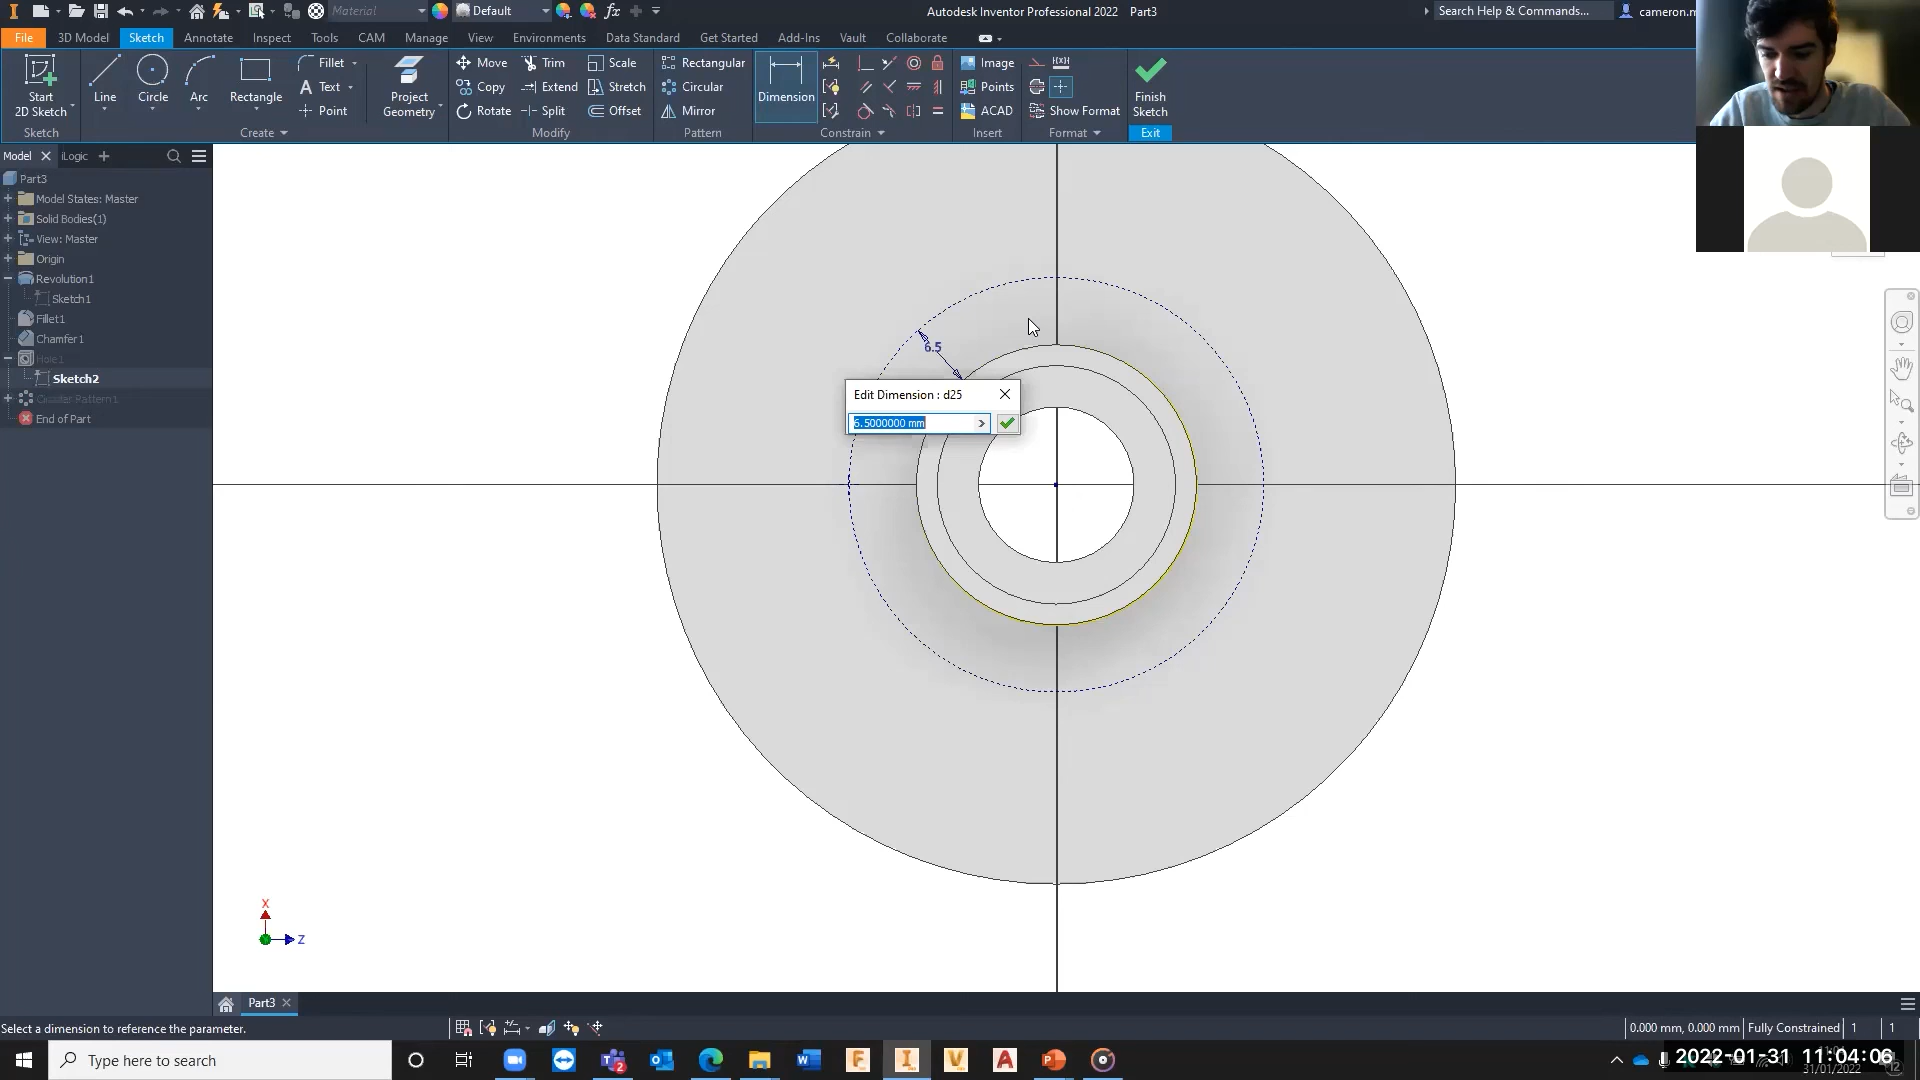 Material
Default
fx
Autodesk Inventor Professional 2022 Part3
Search Help & Commands...
cameron.m
File 3D Model Sketch Annotate Inspect Tools CAM Manage View Environments Data Standard Get Started Add-Ins Vault Collaborate
Start
2D Sketch
Line
Circle
Arc
Rectangle
Fillet
A Text
Point
Project
Geometry
Move
Copy
Rotate
Trim
Extend
Split
Scale
Stretch
Offset
Rectangular
Circular
Mirror
Dimension
Image
Points
ACAD
Show Format
Finish
Sketch
Sketch
Create
Modify
Pattern
Constrain
Insert
Format
Exit
Model
iLogic
Part3
Model States: Master
Solid Bodies(1)
View: Master
Origin
Revolution1
Sketch1
Fillet1
Chamfer1
Hole1
Sketch2
Circular Pattern1
End of Part
6.5
Edit Dimension : d25
6.5000000 mm
X
Z
Part3
Select a dimension to reference the parameter.
0.000 mm, 0.000 mm Fully Constrained 1 1
Type here to search
2022-01-31 11:04:06
31/01/2022